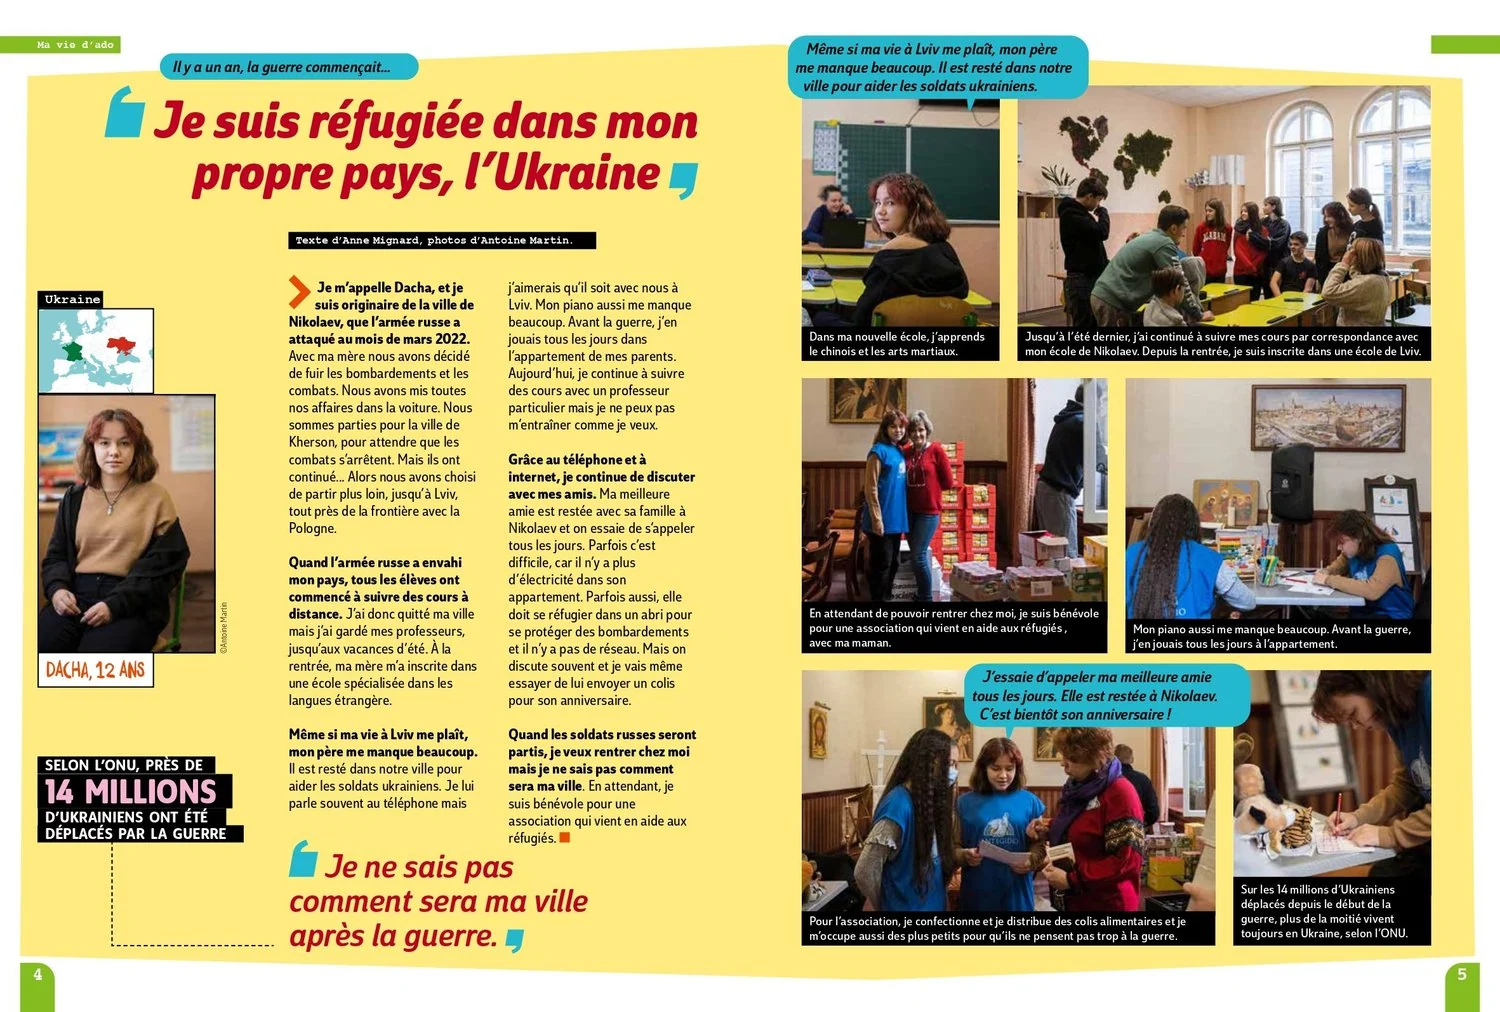 Ma vie d'ado
Il y a un an, la guerre commençait...
Je suis réfugiée dans mon
propre pays, l'Ukraine
Texte d'Anne Mignard, photos d'Antoine Martin.
Ukraine
©Antoine Martin
DACHA, 12 ANS
SELON L'ONU, PRÈS DE
14 MILLIONS
D'UKRAINIENS ONT ÉTÉ
DÉPLACÉS PAR LA GUERRE
Je m'appelle Dacha, et je
suis originaire de la ville de
Nikolaev, que l'armée russe a
attaqué au mois de mars 2022.
Avec ma mère nous avons décidé
de fuir les bombardements et les
combats. Nous avons mis toutes
nos affaires dans la voiture. Nous
sommes parties pour la ville de
Kherson, pour attendre que les
combats s'arrêtent. Mais ils ont
continué... Alors nous avons choisi
de partir plus loin, jusqu'à Lviv,
tout près de la frontière avec la
Pologne.
Quand l'armée russe a envahi
mon pays, tous les élèves ont
commencé à suivre des cours à
distance. J'ai donc quitté ma ville
mais j'ai gardé mes professeurs,
jusqu'aux vacances d'été. À la
rentrée, ma mère m'a inscrite dans
une école spécialisée dans les
langues étrangère.
Même si ma vie à Lviv me plaît,
mon père me manque beaucoup.
Il est resté dans notre ville pour
aider les soldats ukrainiens. Je lui
parle souvent au téléphone mais
j'aimerais qu'il soit avec nous à
Lviv. Mon piano aussi me manque
beaucoup. Avant la guerre, j'en
jouais tous les jours dans
l'appartement de mes parents.
Aujourd'hui, je continue à suivre
des cours avec un professeur
particulier mais je ne peux pas
m'entraîner comme je veux.
Grâce au téléphone et à
internet, je continue de discuter
avec mes amis. Ma meilleure
amie est restée avec sa famille à
Nikolaev et on essaie de s'appeler
tous les jours. Parfois c'est
difficile, car il n'y a plus
d'électricité dans son
appartement. Parfois aussi, elle
doit se réfugier dans un abri pour
se protéger des bombardements
et il n'y a pas de réseau. Mais on
discute souvent et je vais même
essayer de lui envoyer un colis
pour son anniversaire.
Quand les soldats russes seront
partis, je veux rentrer chez moi
mais je ne sais pas comment
sera ma ville. En attendant, je
suis bénévole pour une
association qui vient en aide aux
réfugiés.
Je ne sais pas
comment sera ma ville
après la guerre.
4
Même si ma vie à Lviv me plaît, mon père
me manque beaucoup. Il est resté dans notre
ville pour aider les soldats ukrainiens.
ALABAIQ
Dans ma nouvelle école, j'apprends
le chinois et les arts martiaux.
Jusqu'à l'été dernier, j'ai continué à suivre mes cours par correspondance avec
mon école de Nikolaev. Depuis la rentrée, je suis inscrite dans une école de Lviv.
En attendant de pouvoir rentrer chez moi, je suis bénévole
pour une association qui vient en aide aux réfugiés ,
avec ma maman.
Mon piano aussi me manque beaucoup. Avant la guerre,
j'en jouais tous les jours à l'appartement.
J'essaie d'appeler ma meilleure amie
tous les jours. Elle est restée à Nikolaev.
C'est bientôt son anniversaire !
Pour l'association, je confectionne et je distribue des colis alimentaires et je
m'occupe aussi des plus petits pour qu'ils ne pensent pas trop à la guerre.
Sur les 14 millions d'Ukrainiens
déplacés depuis le début de la
guerre, plus de la moitié vivent
toujours en Ukraine, selon l'ONU.
5